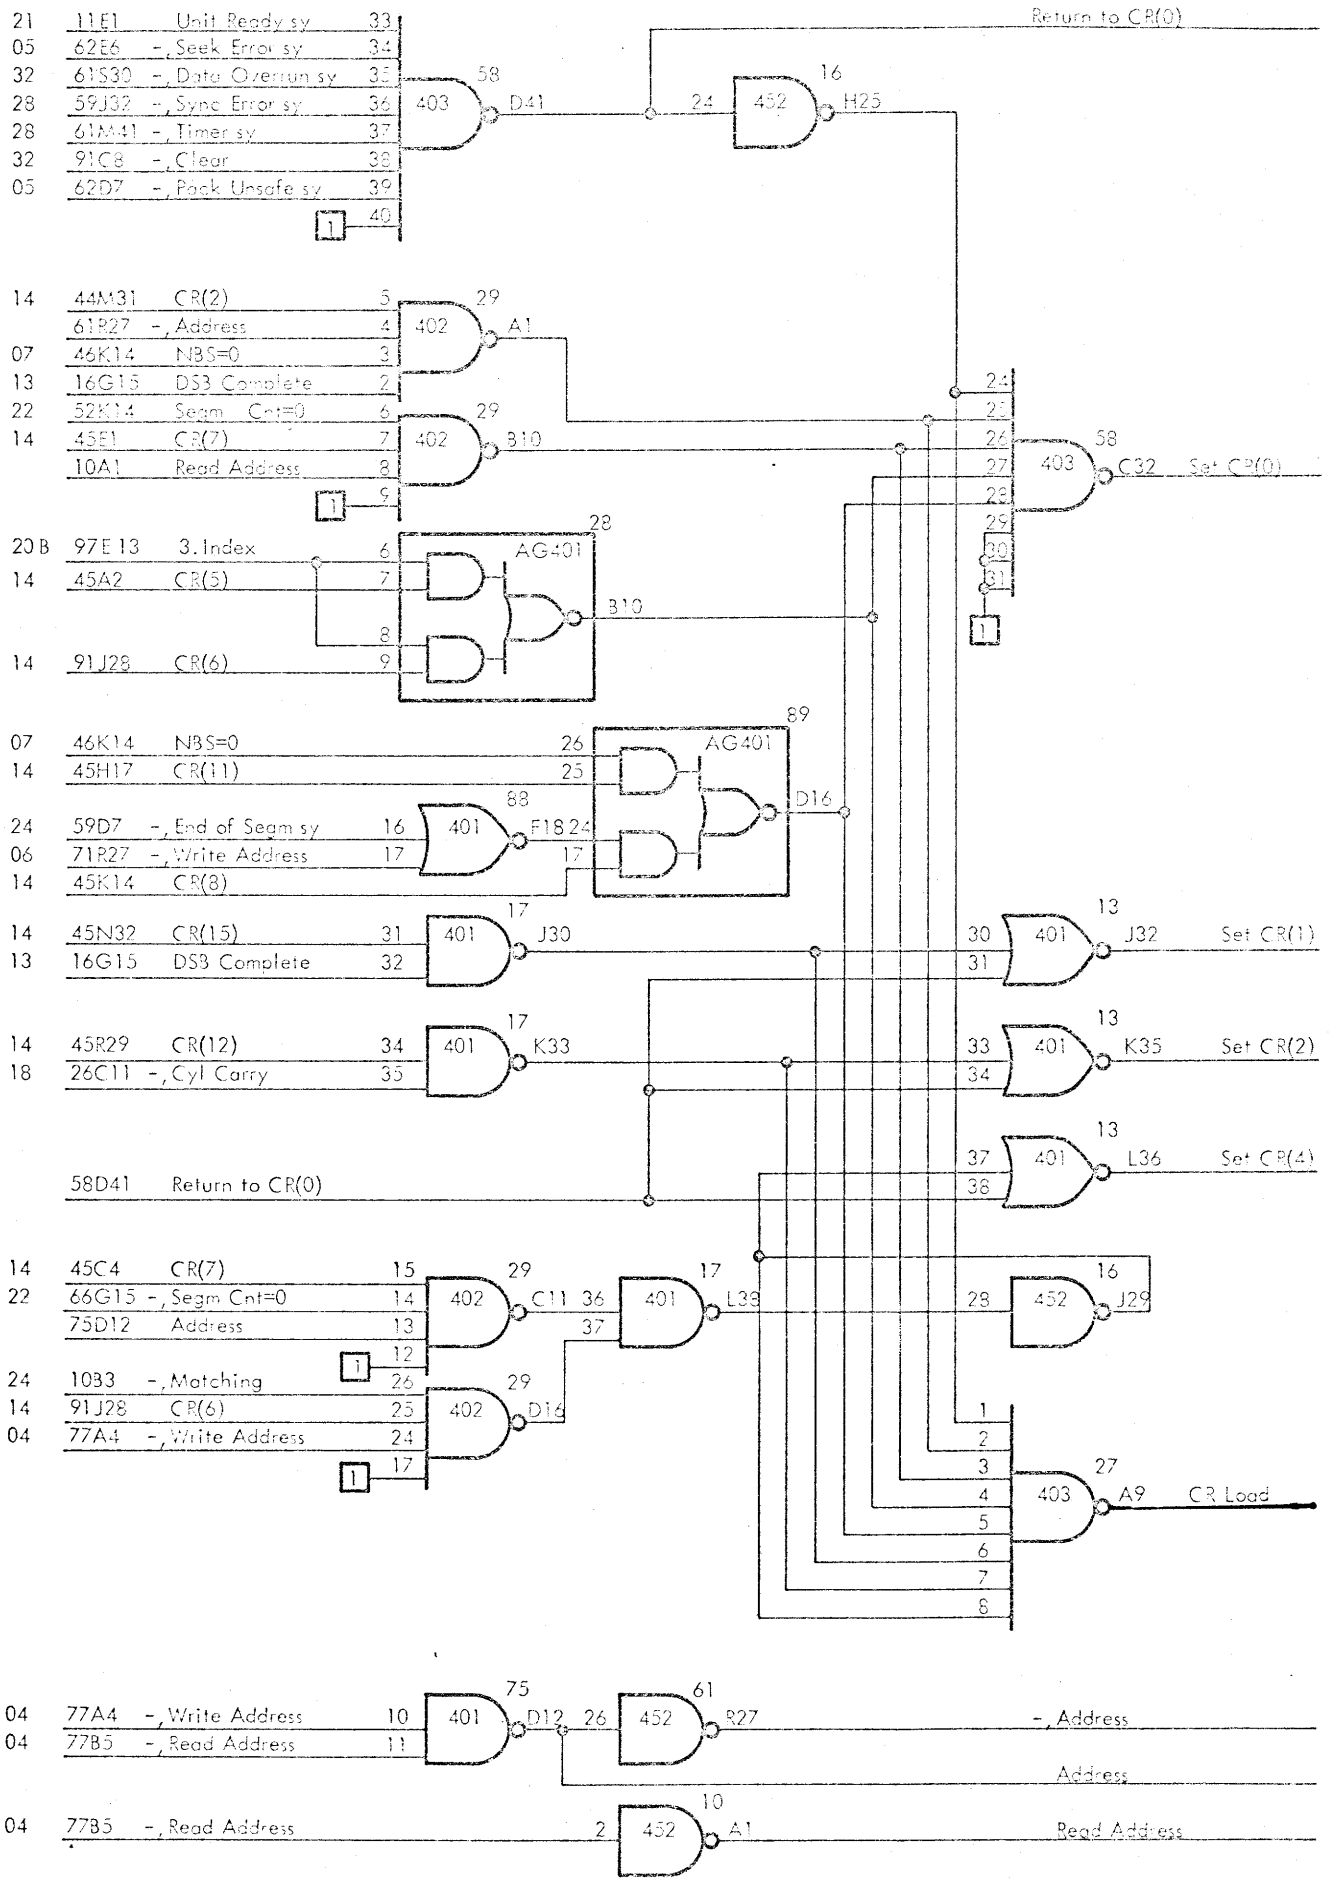 Return to CR(0)
21 11E1 Unit Ready sy 33
05 62E6 -,Seek Error sy 34
32 61S30 -,Data Overrun sy 35
58
16
28 59J32 -,Sync Error sy 36 403 D41 24 452 H25
28 61M41 -,Timer sy 37
32 91C8 -,Clear 38
05 62D7 -,Pack Unsafe sy 39
1 40
14 44M31 CR(2) 5 29
61R27 -,Address 4 402 A1
07 46K14 NBS=0 3
13 16G15 DSB Complete 2 24
22 52K14 Segm Cnt=0 6 29 25
14 45E1 CR(7) 7 402 B10 26 58
10A1 Read Address 8 27 403 C32 Set CR(0)
1 9 28
28 29
20B 97E13 3.Index 6 AG401 30
14 45A2 CR(5) 7 31
B10
8 1
14 91J28 CR(6) 9
89
07 46K14 NBS=0 26 AG401
14 45H17 CR(11) 25
88 D16
24 59D7 -,End of Segm sy 16 401 F18 24
06 71R27 -,Write Address 17 17
14 45K14 CR(8)
17 13
14 45N32 CR(15) 31 401 J30 30 401 J32 Set CR(1)
13 16G15 DSB Complete 32 31
17 13
14 45R29 CR(12) 34 401 K33 33 401 K35 Set CR(2)
18 26C11 -,Cyl Carry 35 34
13
37 401 L36 Set CR(4)
58D41 Return to CR(0) 38
14 45C4 CR(7) 15 29 17 16
22 66G15 -,Segm Cnt=0 14 402 C11 36 401 L38 28 452 J29
75D12 Address 13 37
1 12
24 10B3 -,Matching 26 29
14 91J28 CR(6) 25 402 D16 1
04 77A4 -,Write Address 24 2
1 17 3 27
4 403 A9 CR Load
5
6
7
8
75 61
04 77A4 -,Write Address 10 401 D12 26 452 R27 -,Address
04 77B5 -,Read Address 11
Address
10
04 77B5 -,Read Address 2 452 A1 Read Address